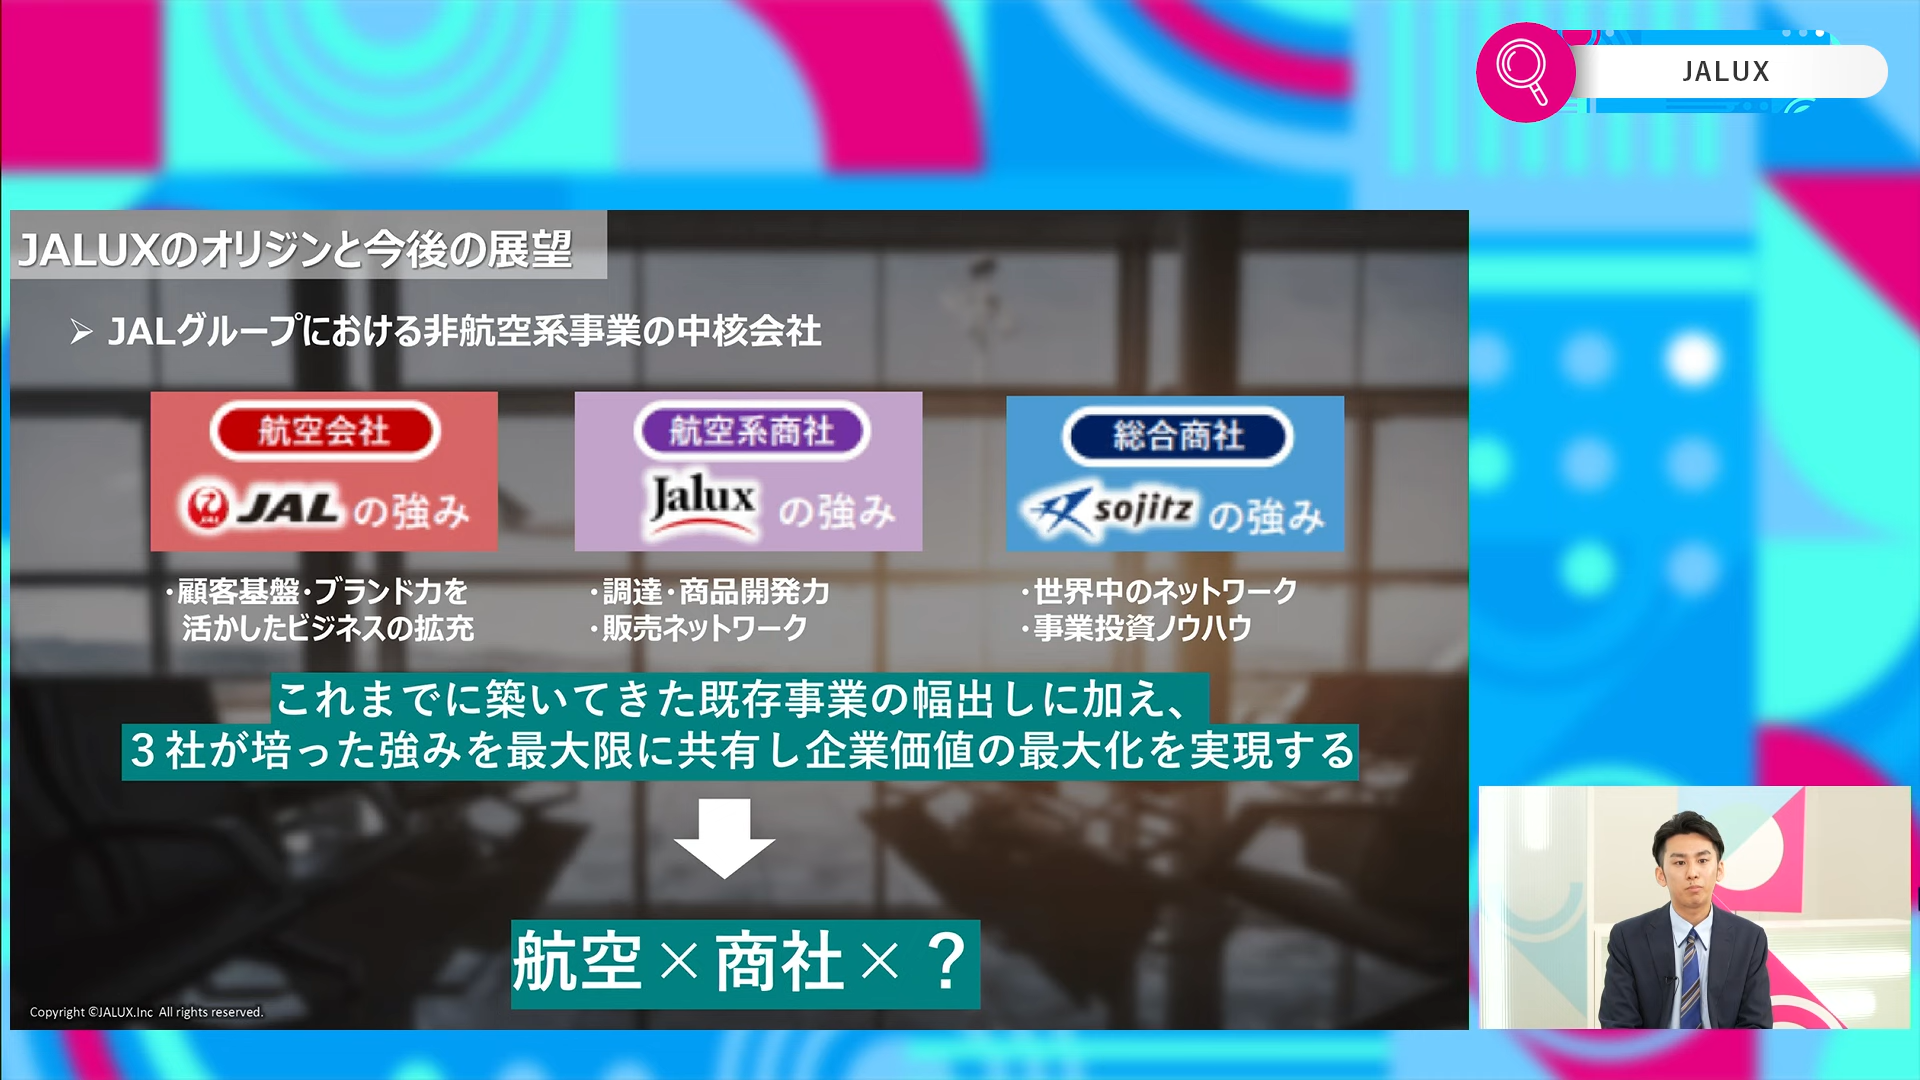 JALUX
JALUXのオリジンと今後の展望
➢ JALグループにおける非航空系事業の中核会社
航空会社
JAL の強み
・顧客基盤・ブランド力を
活かしたビジネスの拡充
航空系商社
Jalux の強み
・調達・商品開発力
・販売ネットワーク
総合商社
sojitz の強み
・世界中のネットワーク
・事業投資ノウハウ
これまでに築いてきた既存事業の幅出しに加え、
３社が培った強みを最大限に共有し企業価値の最大化を実現する
航空×商社×？
Copyright ©JALUX.Inc All rights reserved.